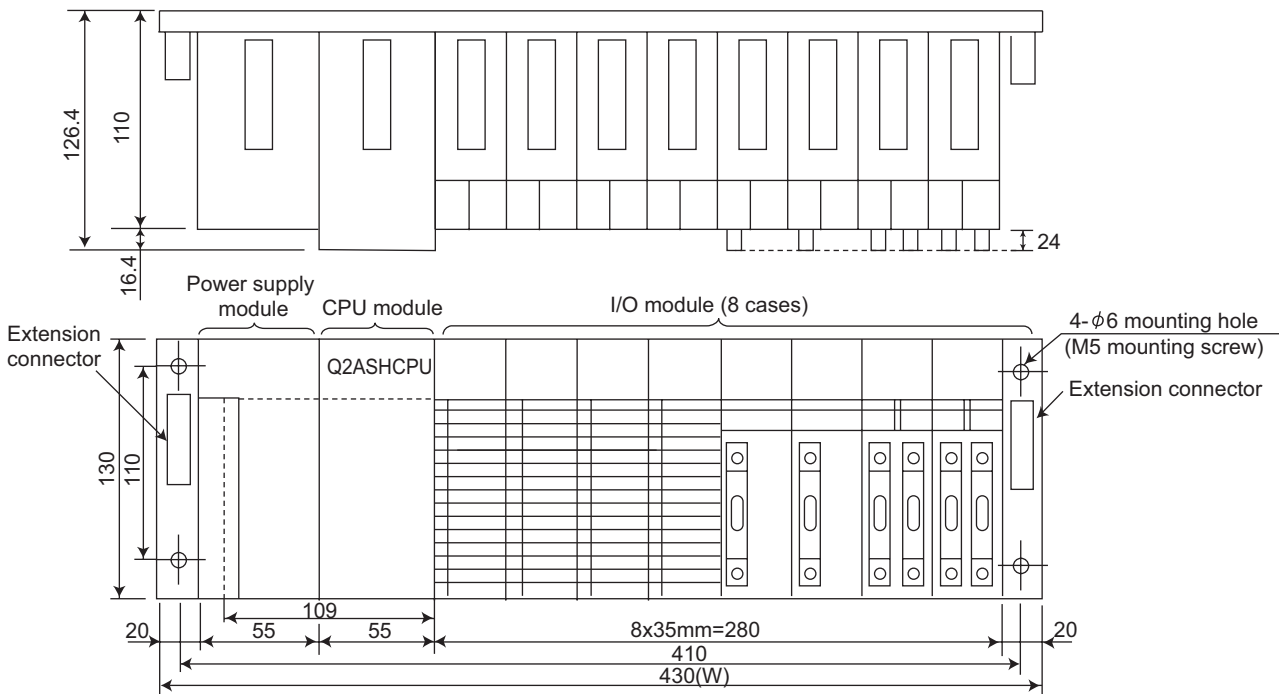 126.4
110
16.4
24
Power supply
module
CPU module
I/O module (8 cases)
Extension
connector
4-ϕ6 mounting hole
(M5 mounting screw)
Q2ASHCPU
Extension connector
130
110
109
20
55
55
8x35mm=280
20
410
430(W)